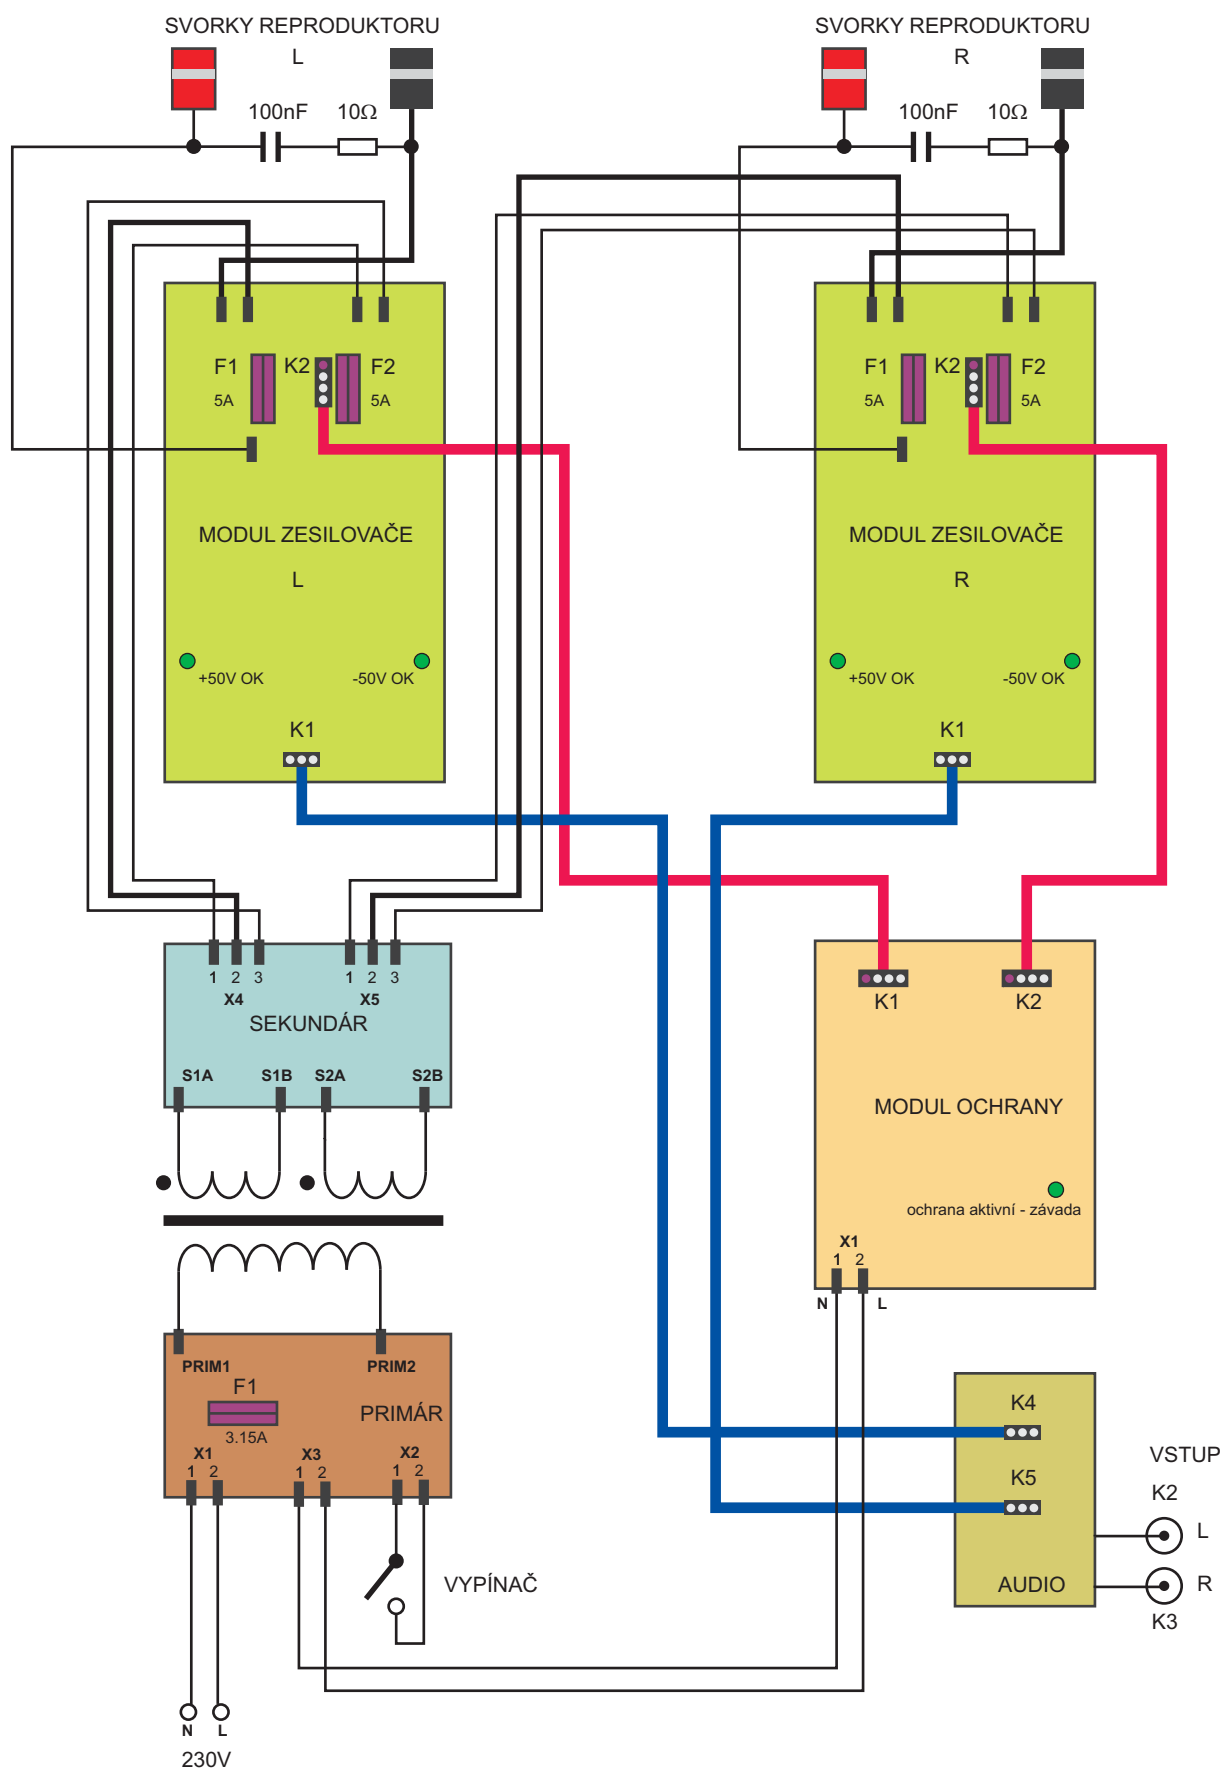 SVORKY REPRODUKTORU
L
100nF
10Ω
SVORKY REPRODUKTORU
R
100nF
10Ω
F1
5A
K2
F2
5A
MODUL ZESILOVAČE
L
+50V OK
-50V OK
K1
F1
5A
K2
F2
5A
MODUL ZESILOVAČE
R
+50V OK
-50V OK
K1
1 2 3
X4
1 2 3
X5
SEKUNDÁR
S1A S1B S2A S2B
K1
K2
MODUL OCHRANY
ochrana aktivní - závada
X1
1 2
N
L
PRIM1
PRIM2
F1
3.15A
PRIMÁR
X1
1 2
X3
1 2
X2
1 2
VYPÍNAČ
N
L
230V
K4
K5
AUDIO
VSTUP
K2
L
R
K3